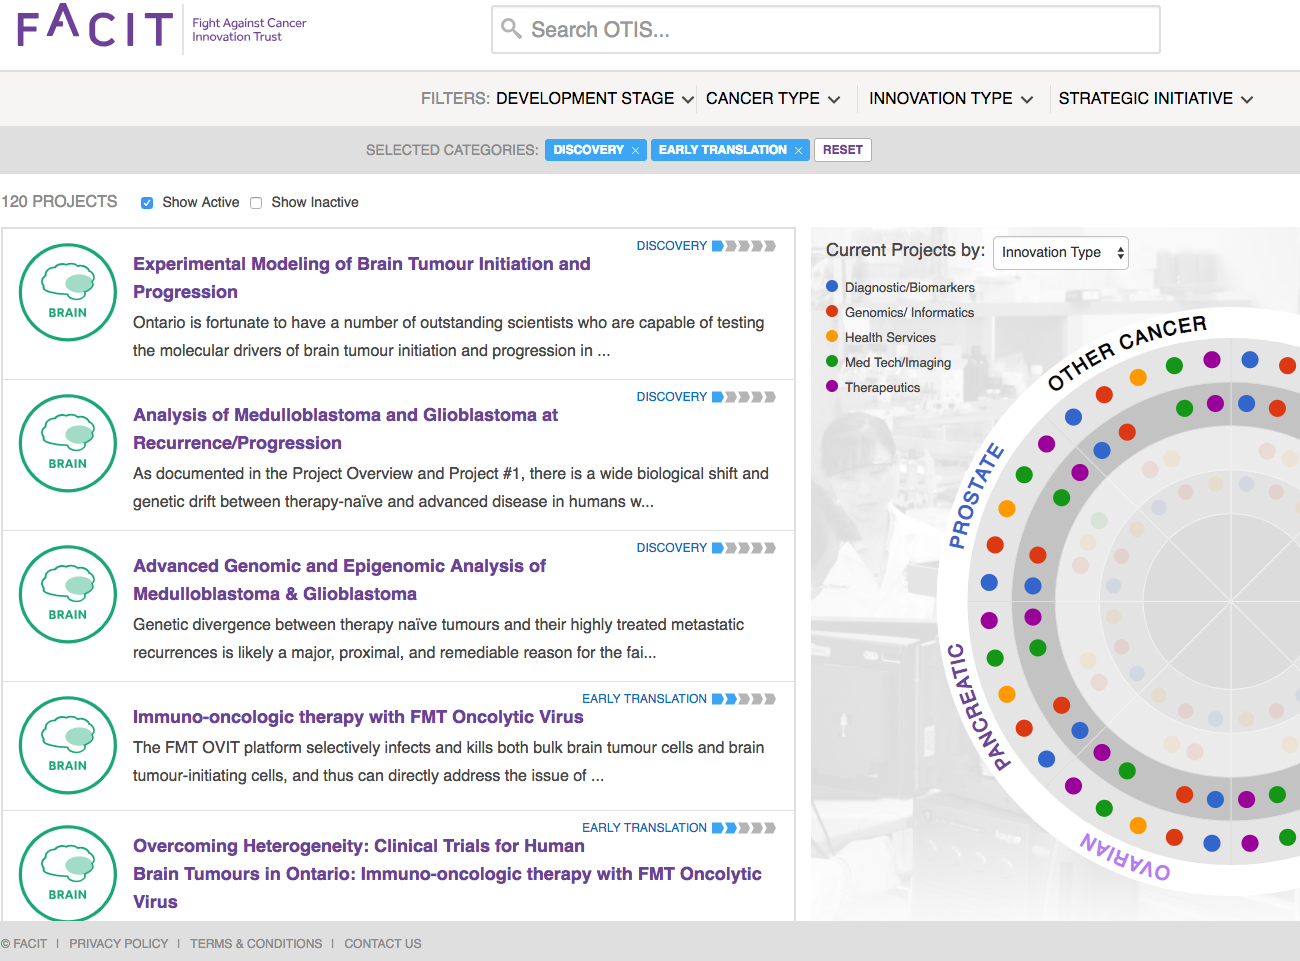 FACIT
Fight Against Cancer
Innovation Trust
Search OTIS...
FILTERS: DEVELOPMENT STAGE CANCER TYPE INNOVATION TYPE STRATEGIC INITIATIVE
SELECTED CATEGORIES: DISCOVERY × EARLY TRANSLATION × RESET
120 PROJECTS Show Active Show Inactive
DISCOVERY
Experimental Modeling of Brain Tumour Initiation and
Progression
Ontario is fortunate to have a number of outstanding scientists who are capable of testing
the molecular drivers of brain tumour initiation and progression in ...
BRAIN
DISCOVERY
Analysis of Medulloblastoma and Glioblastoma at
Recurrence/Progression
As documented in the Project Overview and Project #1, there is a wide biological shift and
genetic drift between therapy-naïve and advanced disease in humans w...
BRAIN
DISCOVERY
Advanced Genomic and Epigenomic Analysis of
Medulloblastoma & Glioblastoma
Genetic divergence between therapy naïve tumours and their highly treated metastatic
recurrences is likely a major, proximal, and remediable reason for the fai...
BRAIN
EARLY TRANSLATION
Immuno-oncologic therapy with FMT Oncolytic Virus
The FMT OVIT platform selectively infects and kills both bulk brain tumour cells and brain
tumour-initiating cells, and thus can directly address the issue of ...
BRAIN
EARLY TRANSLATION
Overcoming Heterogeneity: Clinical Trials for Human
Brain Tumours in Ontario: Immuno-oncologic therapy with FMT Oncolytic
Virus
BRAIN
Current Projects by: Innovation Type
Diagnostic/Biomarkers
Genomics/ Informatics
Health Services
Med Tech/Imaging
Therapeutics
OTHER CANCER
PROSTATE
PANCREATIC
OVARIAN
© FACIT | PRIVACY POLICY | TERMS & CONDITIONS | CONTACT US